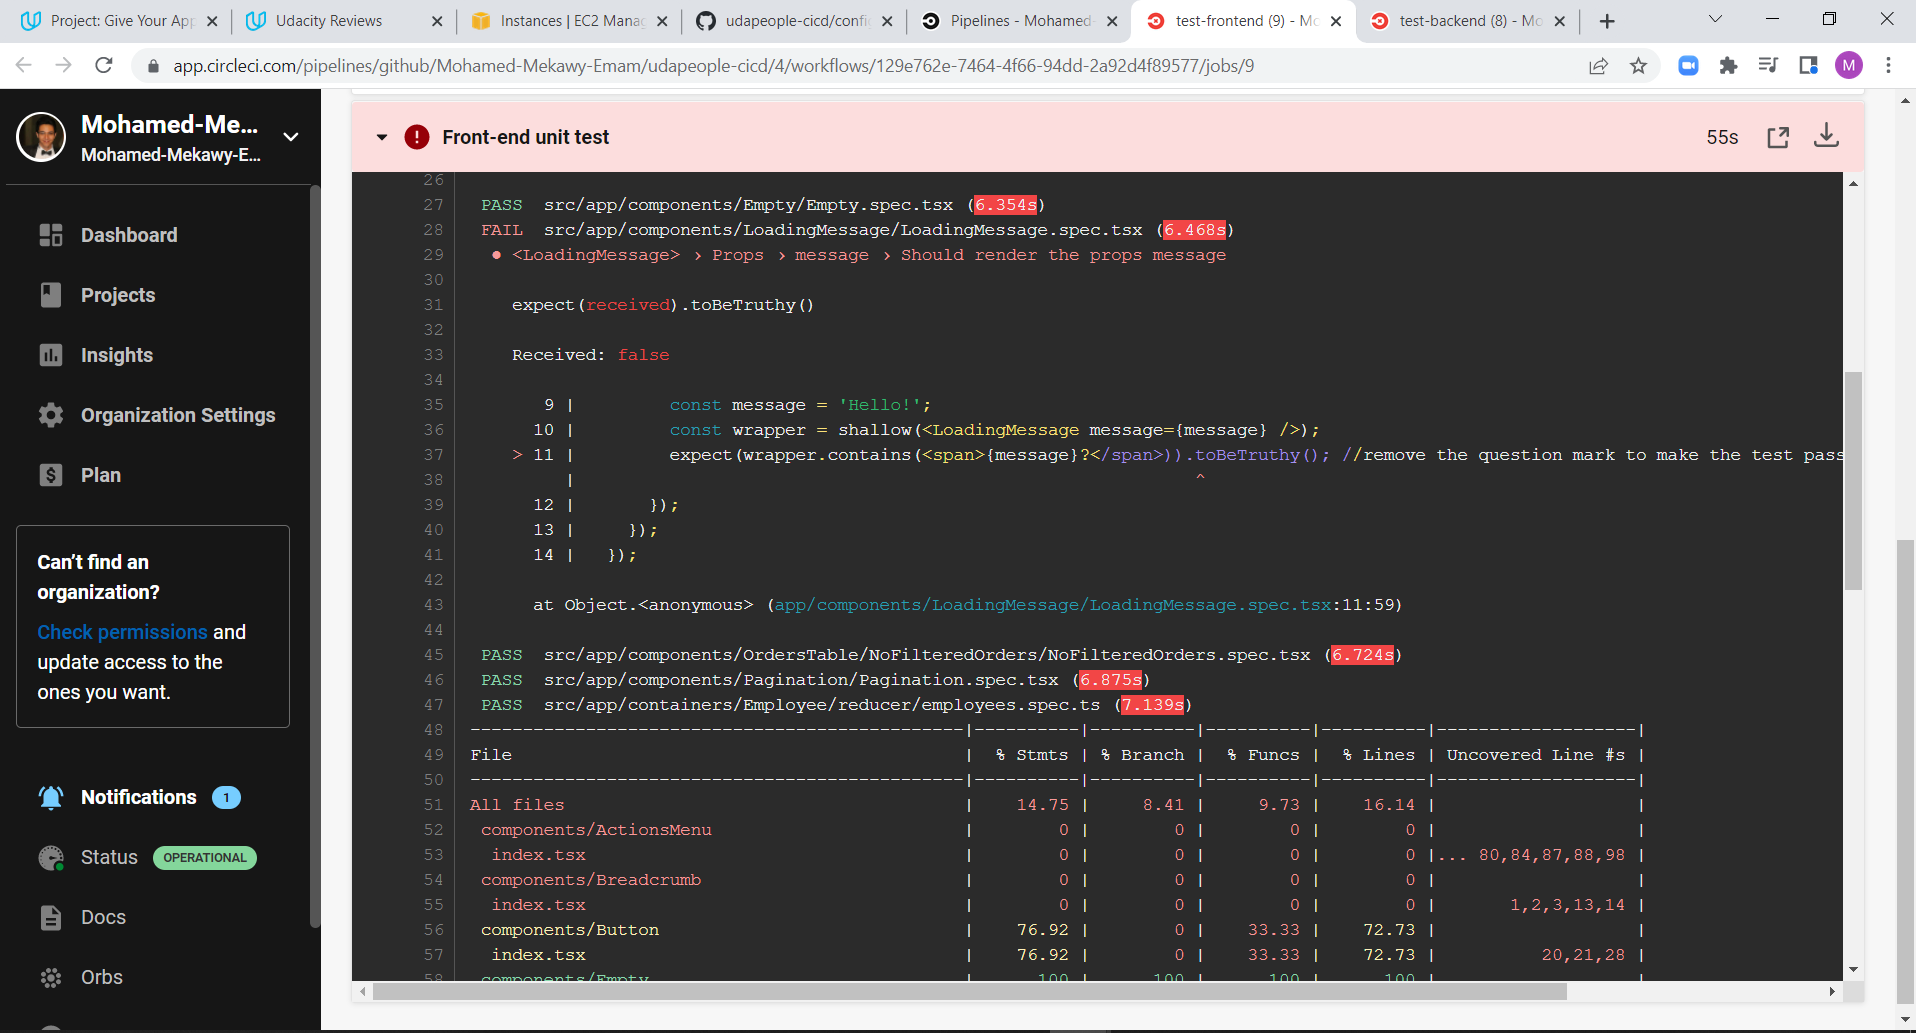 Project: Give Your App
Udacity Reviews
Instances | EC2 Manag
udapeople-cicd/config
Pipelines - Mohamed-
test-frontend (9) - Mo
test-backend (8) - Mo
app.circleci.com/pipelines/github/Mohamed-Mekawy-Emam/udapeople-cicd/4/workflows/129e762e-7464-4f66-94dd-2a92d4f89577/jobs/9
M
Mohamed-Me...
Mohamed-Mekawy-E...
Dashboard
Projects
Insights
Organization Settings
Plan
Can't find an
organization?
Check permissions and
update access to the
ones you want.
Notifications 1
Status OPERATIONAL
Docs
Orbs
Front-end unit test
55s
26
27 PASS src/app/components/Empty/Empty.spec.tsx (6.354s)
28 FAIL src/app/components/LoadingMessage/LoadingMessage.spec.tsx (6.468s)
29 ● <LoadingMessage> › Props › message › Should render the props message
30
31 expect(received).toBeTruthy()
32
33 Received: false
34
35 9 | const message = 'Hello!';
36 10 | const wrapper = shallow(<LoadingMessage message={message} />);
37 > 11 | expect(wrapper.contains(<span>{message}?</span>)).toBeTruthy(); //remove the question mark to make the test pass
38 | ^
39 12 | });
40 13 | });
41 14 | });
42
43 at Object.<anonymous> (app/components/LoadingMessage/LoadingMessage.spec.tsx:11:59)
44
45 PASS src/app/components/OrdersTable/NoFilteredOrders/NoFilteredOrders.spec.tsx (6.724s)
46 PASS src/app/components/Pagination/Pagination.spec.tsx (6.875s)
47 PASS src/app/containers/Employee/reducer/employees.spec.ts (7.139s)
48 -----------------------------------------------|----------|----------|----------|----------|-------------------|
49 File | % Stmts | % Branch | % Funcs | % Lines | Uncovered Line #s |
50 -----------------------------------------------|----------|----------|----------|----------|-------------------|
51 All files | 14.75 | 8.41 | 9.73 | 16.14 | |
52 components/ActionsMenu | 0 | 0 | 0 | 0 | |
53 index.tsx | 0 | 0 | 0 | 0 |... 80,84,87,88,98 |
54 components/Breadcrumb | 0 | 0 | 0 | 0 | |
55 index.tsx | 0 | 0 | 0 | 0 | 1,2,3,13,14 |
56 components/Button | 76.92 | 0 | 33.33 | 72.73 | |
57 index.tsx | 76.92 | 0 | 33.33 | 72.73 | 20,21,28 |
58 components/Empty | 100 | 100 | 100 | 100 | |